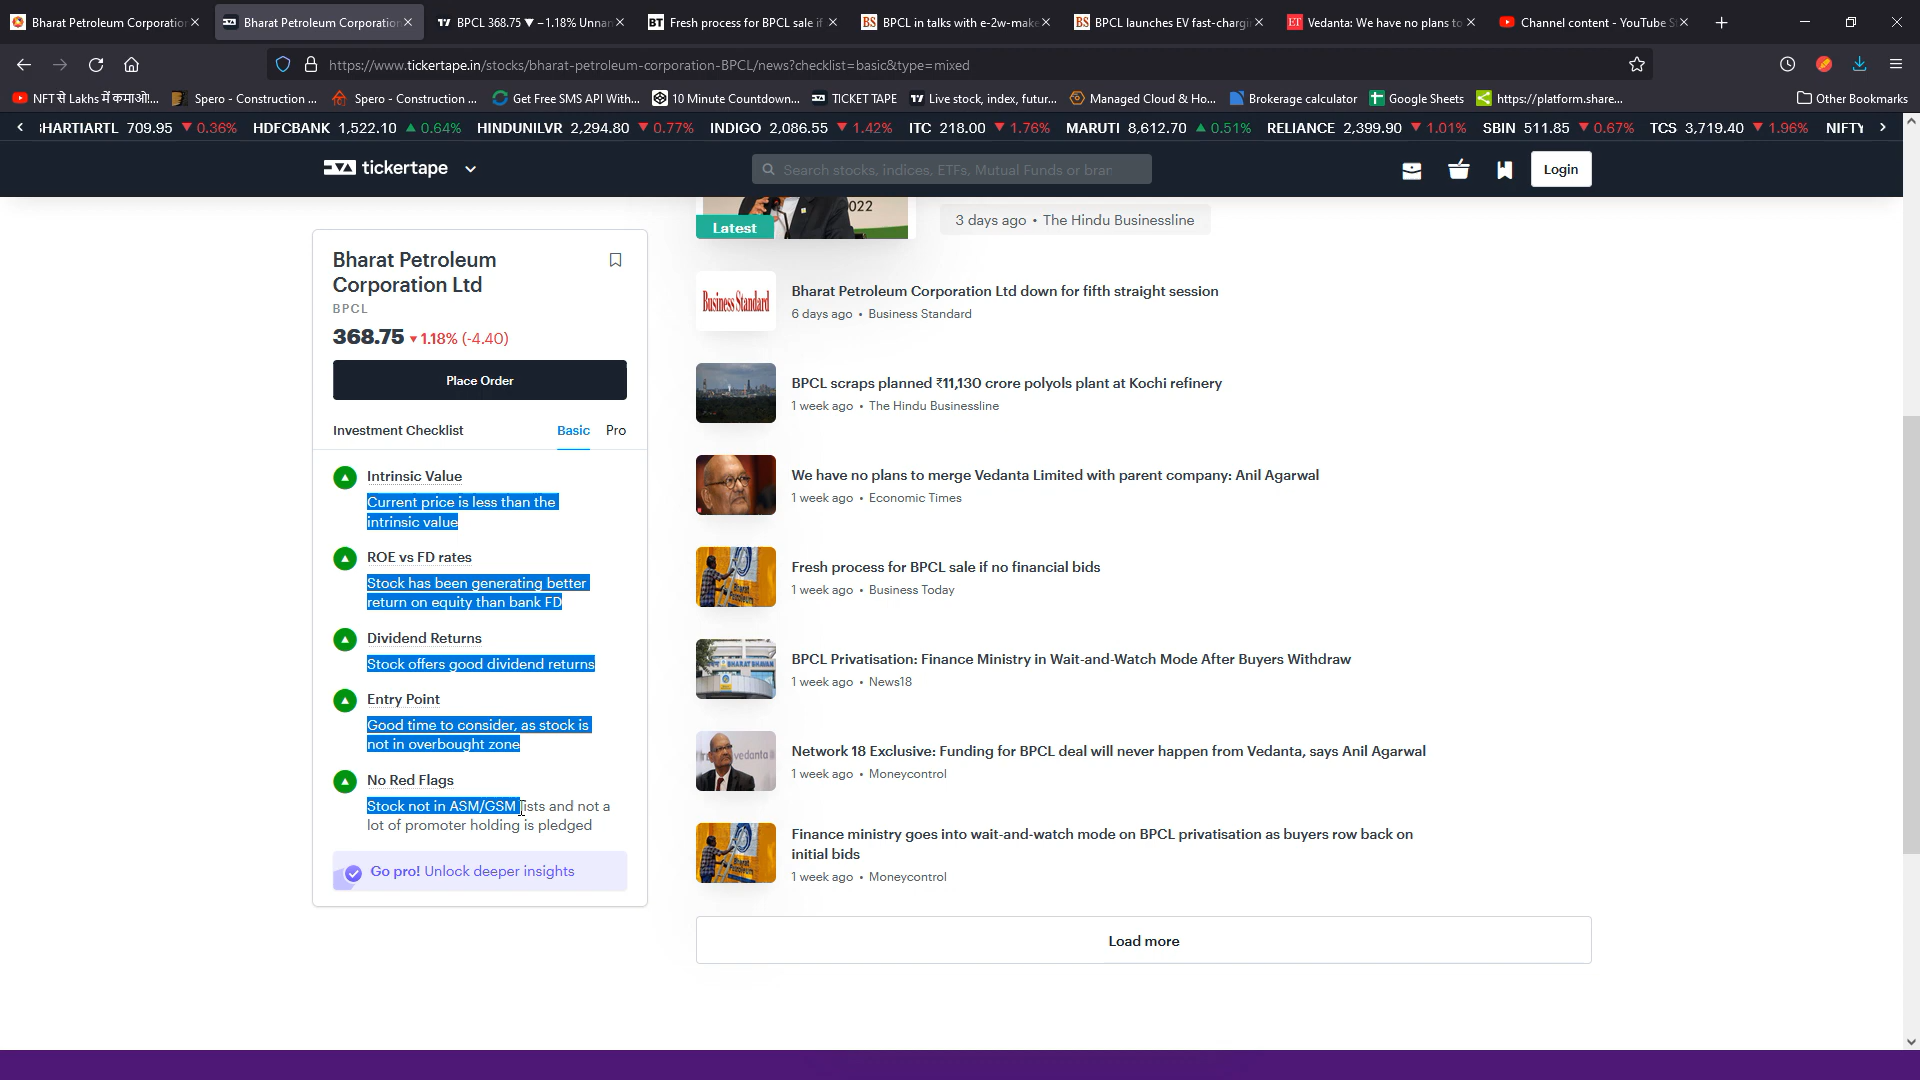 Bharat Petroleum Corporation
Bharat Petroleum Corporation
BPCL 368.75 ▼ −1.18% Unnar
Fresh process for BPCL sale if
BPCL in talks with e-2w-make
BPCL launches EV fast-chargi
Vedanta: We have no plans to
Channel content - YouTube S
https://www.tickertape.in/stocks/bharat-petroleum-corporation-BPCL/news?checklist=basic&type=mixed
NFT से Lakhs में कमाओ!...
Spero - Construction ...
Spero - Construction ...
Get Free SMS API With...
10 Minute Countdown...
TICKET TAPE
Live stock, index, futur...
Managed Cloud & Ho...
Brokerage calculator
Google Sheets
https://platform.share...
Other Bookmarks
HARTIARTL 709.95 ▼ 0.36% HDFCBANK 1,522.10 ▲ 0.64% HINDUNILVR 2,294.80 ▼ 0.77% INDIGO 2,086.55 ▼ 1.42% ITC 218.00 ▼ 1.76% MARUTI 8,612.70 ▲ 0.51% RELIANCE 2,399.90 ▼ 1.01% SBIN 511.85 ▼ 0.67% TCS 3,719.40 ▼ 1.96% NIFTY
tickertape
Search stocks, indices, ETFs, Mutual Funds or bran
Login
2022
Latest
3 days ago • The Hindu Businessline
Bharat Petroleum
Corporation Ltd
BPCL
368.75 ▼ 1.18% (-4.40)
Place Order
Investment Checklist
Basic
Pro
Intrinsic Value
Current price is less than the
intrinsic value
ROE vs FD rates
Stock has been generating better
return on equity than bank FD
Dividend Returns
Stock offers good dividend returns
Entry Point
Good time to consider, as stock is
not in overbought zone
No Red Flags
Stock not in ASM/GSM lists and not a
lot of promoter holding is pledged
Go pro! Unlock deeper insights
Business Standard
Bharat Petroleum Corporation Ltd down for fifth straight session
6 days ago • Business Standard
BPCL scraps planned ₹11,130 crore polyols plant at Kochi refinery
1 week ago • The Hindu Businessline
We have no plans to merge Vedanta Limited with parent company: Anil Agarwal
1 week ago • Economic Times
Fresh process for BPCL sale if no financial bids
1 week ago • Business Today
BPCL Privatisation: Finance Ministry in Wait-and-Watch Mode After Buyers Withdraw
1 week ago • News18
vedanta
Network 18 Exclusive: Funding for BPCL deal will never happen from Vedanta, says Anil Agarwal
1 week ago • Moneycontrol
Finance ministry goes into wait-and-watch mode on BPCL privatisation as buyers row back on
initial bids
1 week ago • Moneycontrol
Load more